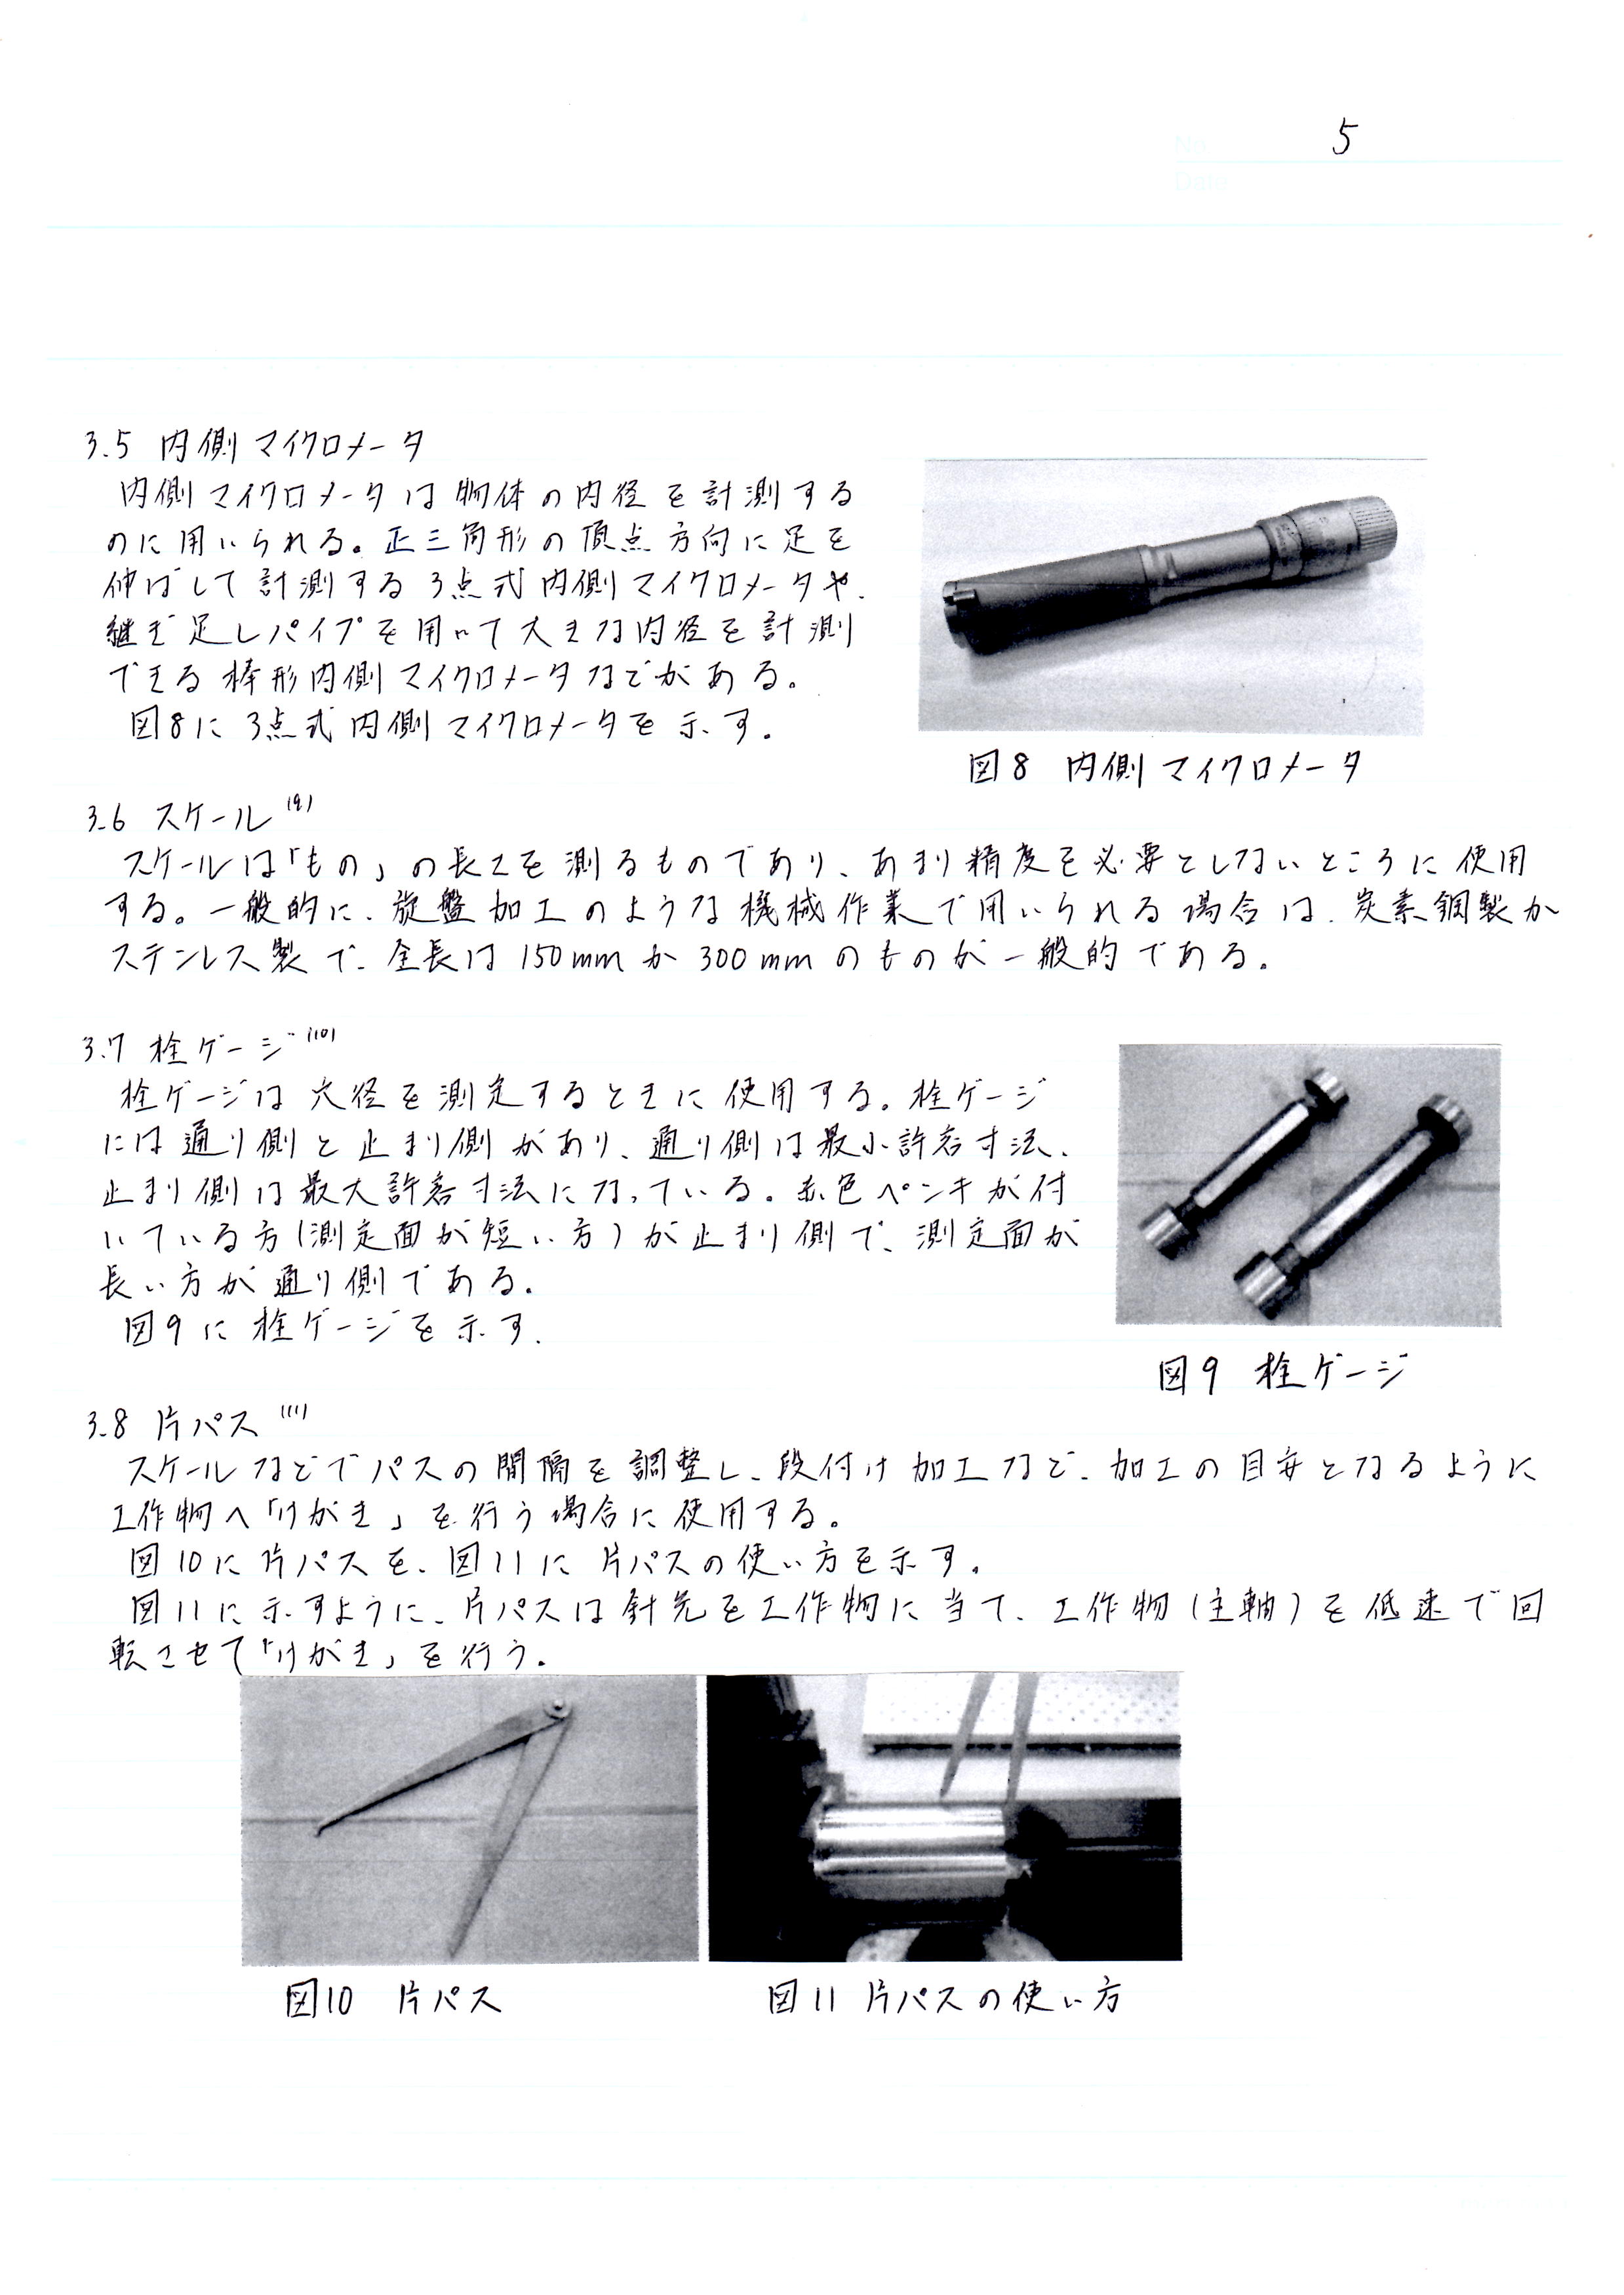 No.
5
Date
3.5 内側マイクロメータ
内側マイクロメータは物体の内径を計測する
のに用いられる。正三角形の頂点方向に足を
伸ばして計測する3点式内側マイクロメータや、
継ぎ足しパイプを用いて大きな内径を計測
できる棒形内側マイクロメータなどがある。
図8に3点式内側マイクロメータを示す。
図8 内側マイクロメータ
3.6 スケール(9)
スケールは「もの」の長さを測るものであり、あまり精度を必要としないところに使用
する。一般的に、旋盤加工のような機械作業で用いられる場合は、炭素鋼製か
ステンレス製で、全長は150mmか300mmのものが一般的である。
3.7 栓ゲージ(10)
栓ゲージは穴径を測定するときに使用する。栓ゲージ
には通り側と止まり側があり、通り側は最小許容寸法、
止まり側は最大許容寸法になっている。赤色ペンキが付
いている方(測定面が短い方)が止まり側で、測定面が
長い方が通り側である。
図9に栓ゲージを示す。
図9 栓ゲージ
3.8 片パス(11)
スケールなどでパスの間隔を調整し、段付け加工など、加工の目安となるように
工作物へ「けがき」を行う場合に使用する。
図10に片パスを、図11に片パスの使い方を示す。
図11に示すように、片パスは針先を工作物に当て、工作物(主軸)を低速で回
転させて「けがき」を行う。
図10 片パス
図11 片パスの使い方